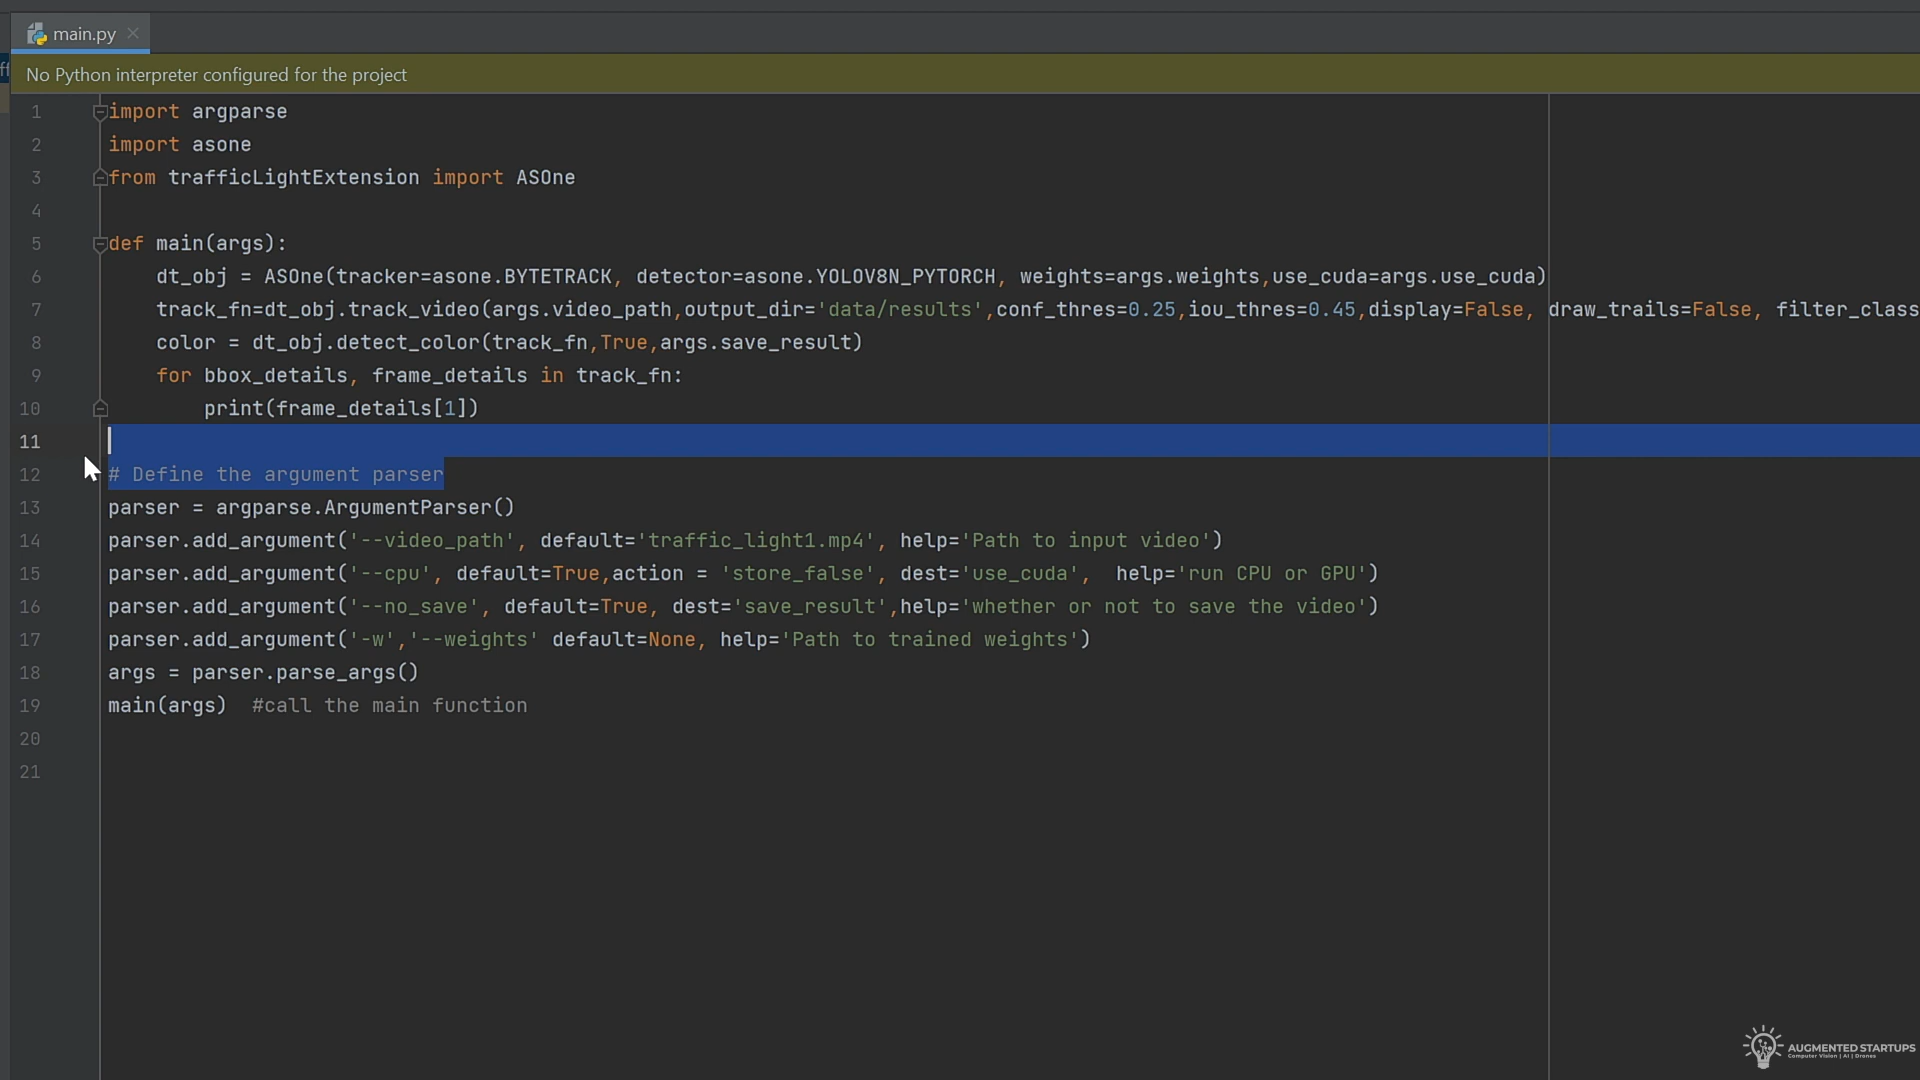 main.py
No Python interpreter configured for the project
1 import argparse
2 import asone
3 from trafficLightExtension import ASOne
4
5 def main(args):
6 dt_obj = ASOne(tracker=asone.BYTETRACK, detector=asone.YOLOV8N_PYTORCH, weights=args.weights,use_cuda=args.use_cuda)
7 track_fn=dt_obj.track_video(args.video_path,output_dir='data/results',conf_thres=0.25,iou_thres=0.45,display=False, draw_trails=False, filter_class
8 color = dt_obj.detect_color(track_fn,True,args.save_result)
9 for bbox_details, frame_details in track_fn:
10 print(frame_details[1])
11
12 # Define the argument parser
13 parser = argparse.ArgumentParser()
14 parser.add_argument('--video_path', default='traffic_light1.mp4', help='Path to input video')
15 parser.add_argument('--cpu', default=True,action = 'store_false', dest='use_cuda',  help='run CPU or GPU')
16 parser.add_argument('--no_save', default=True, dest='save_result',help='whether or not to save the video')
17 parser.add_argument('-w','--weights' default=None, help='Path to trained weights')
18 args = parser.parse_args()
19 main(args)  #call the main function
20
21
AUGMENTED STARTUPS
Computer Vision | AI | Drones